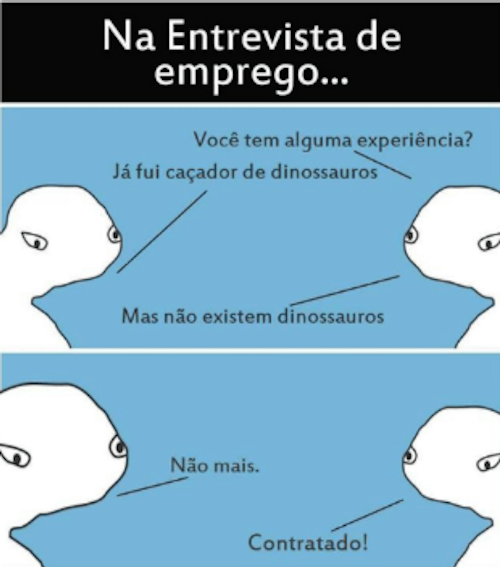 Na Entrevista de
emprego...
Você tem alguma experiência?
Já fui caçador de dinossauros
Mas não existem dinossauros
Não mais.
Contratado!